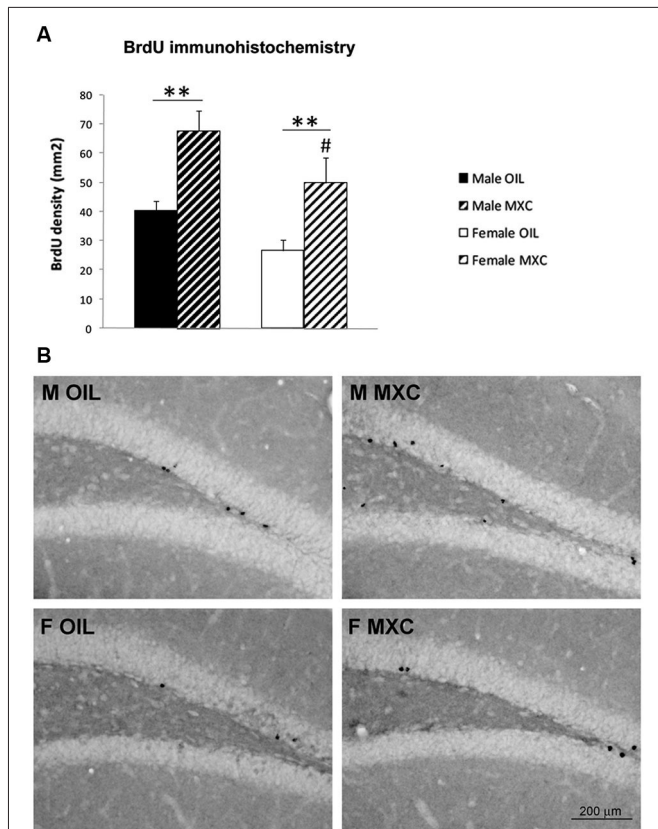 A
BrdU immunohistochemistry
BrdU density (mm2)
80
70
60
50
40
30
20
10
0
**
**
#
Male OIL
Male MXC
Female OIL
Female MXC
B
M OIL
M MXC
F OIL
F MXC
200 μm